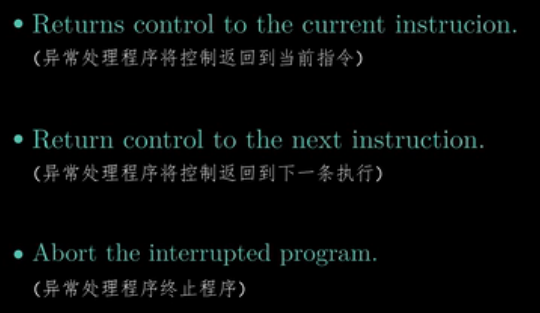 • Returns control to the current instrucion.
(异常处理程序将控制返回到当前指令)
• Return control to the next instruction.
(异常处理程序将控制返回到下一条执行)
• Abort the interrupted program.
(异常处理程序终止程序)